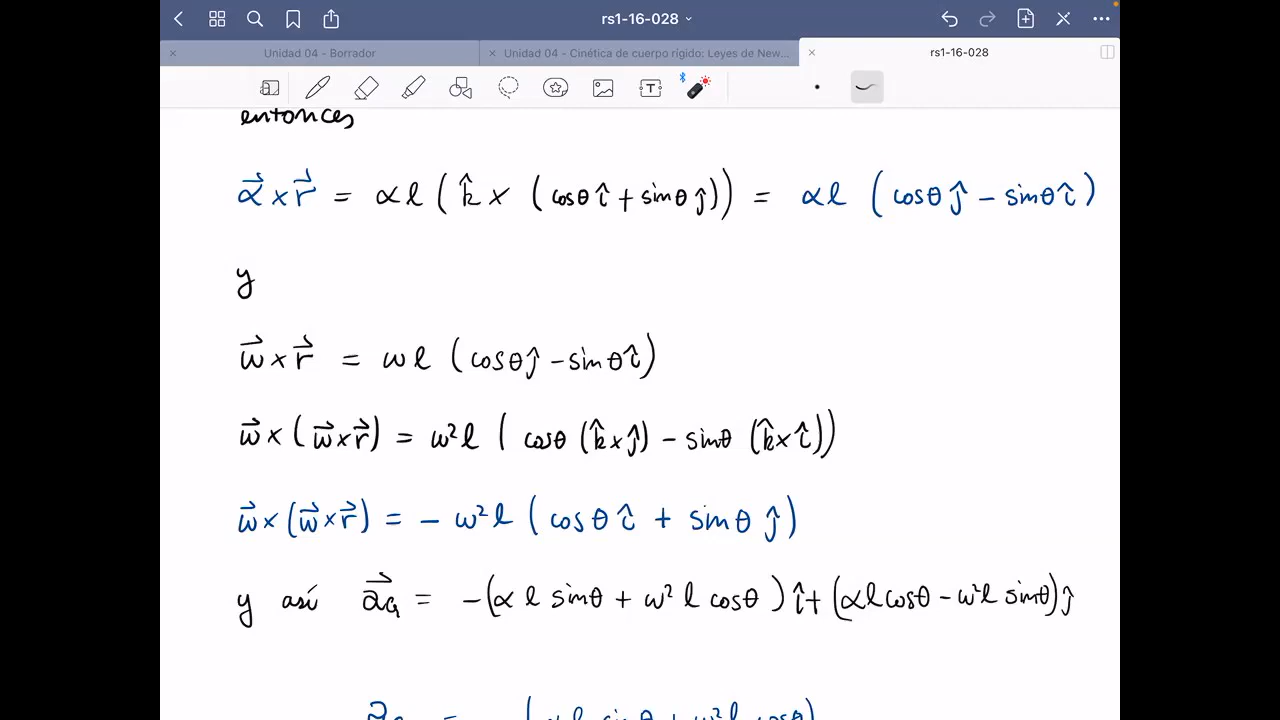 rs1-16-028
Unidad 04 - Borrador
Unidad 04 - Cinética de cuerpo rígido: Leyes de New...
rs1-16-028
entonces
α⃗ × r⃗ = αl (k̂ × (cosθ î + sinθ ĵ)) = αl (cosθ ĵ − sinθ î)
y
ω⃗ × r⃗ = ωl (cosθ ĵ − sinθ î)
ω⃗ × (ω⃗ × r⃗) = ω²l ( cosθ (k̂ × ĵ) − sinθ (k̂ × î))
ω⃗ × (ω⃗ × r⃗) = − ω²l (cosθ î + sinθ ĵ)
y así a⃗G = −(α l sinθ + ω² l cosθ) î + (αl cosθ − ω²l sinθ) ĵ